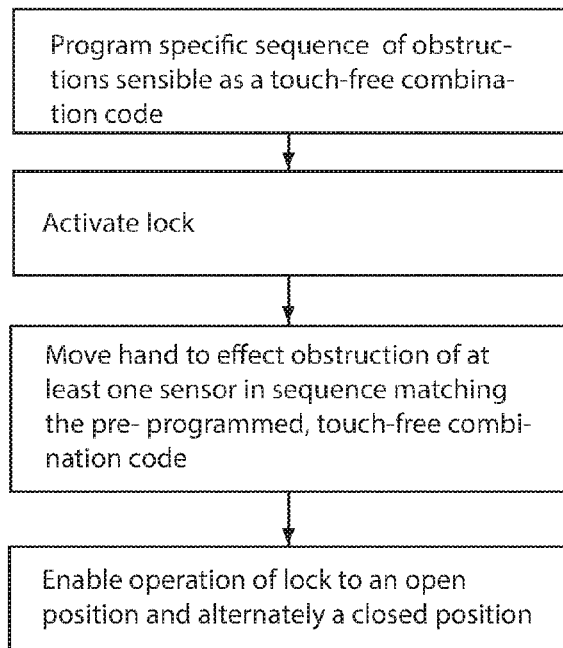 Program specific sequence of obstruc-
tions sensible as a touch-free combina-
tion code
Activate lock
Move hand to effect obstruction of at
least one sensor in sequence matching
the pre- programmed, touch-free combi-
nation code
Enable operation of lock to an open
position and alternately a closed position